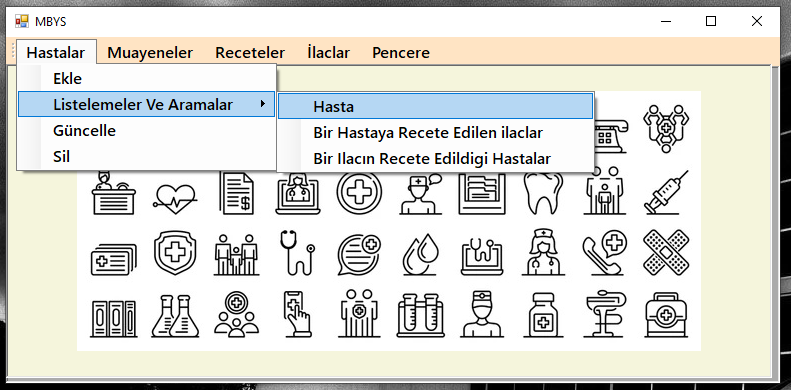 MBYS
Hastalar Muayeneler Receteler İlaclar Pencere
Ekle
Listelemeler Ve Aramalar
Güncelle
Sil
Hasta
Bir Hastaya Recete Edilen ilaclar
Bir Ilacın Recete Edildigi Hastalar